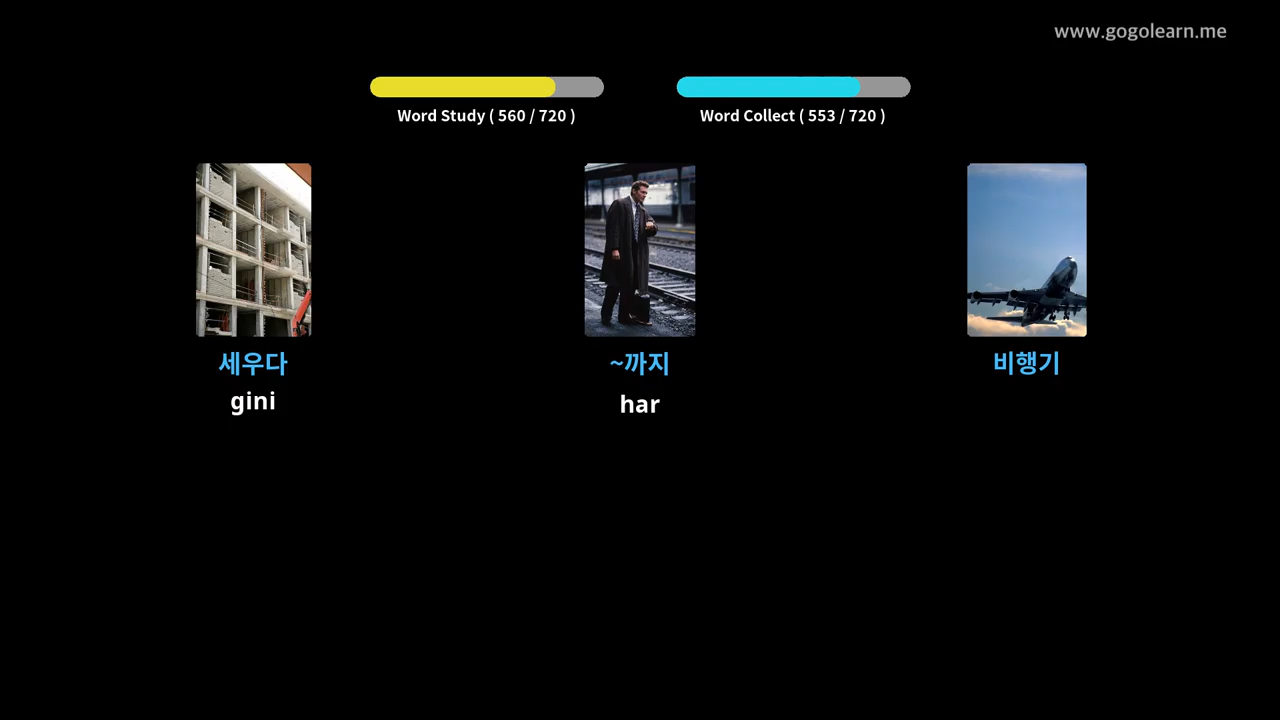 www.gogolearn.me
Word Study ( 560 / 720 )
Word Collect ( 553 / 720 )
세우다
~까지
비행기
gini
har